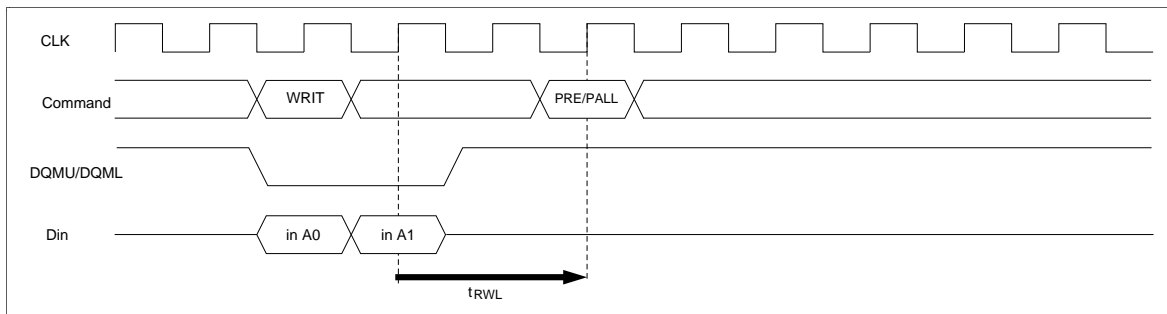 CLK
Command WRIT PRE/PALL
DQMU/DQML
Din in A0 in A1
tRWL